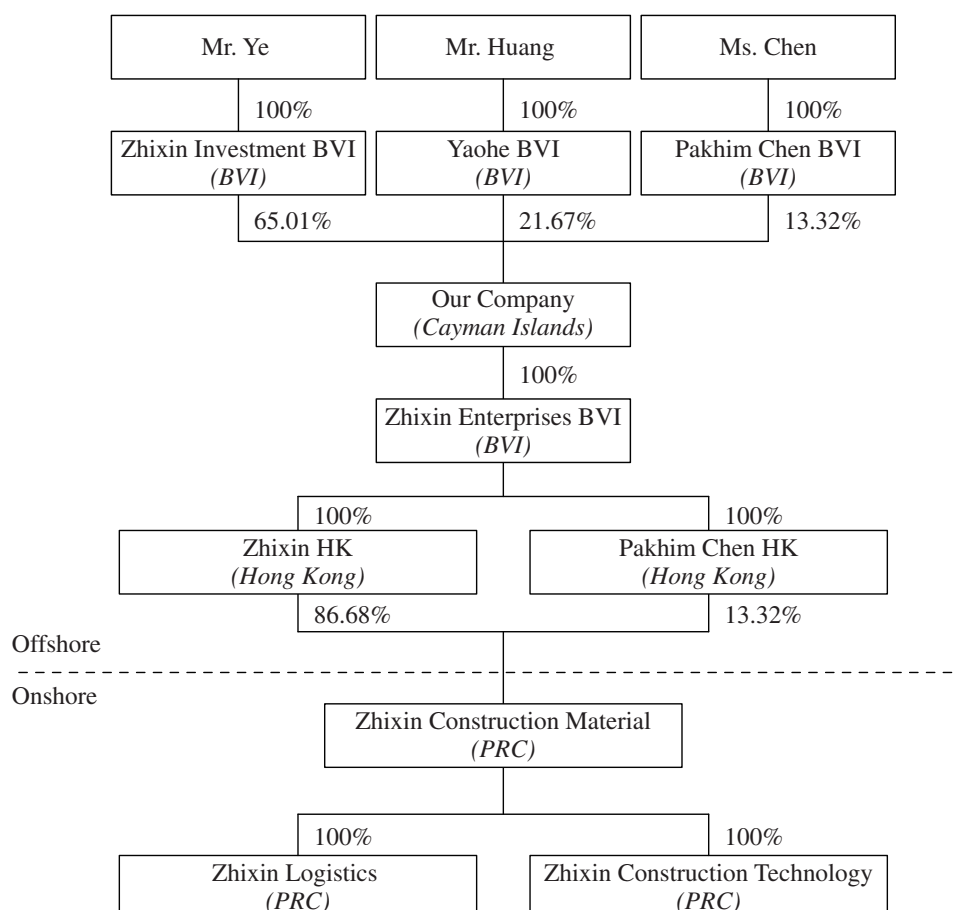 Mr. Ye
Mr. Huang
Ms. Chen
100%
100%
100%
Zhixin Investment BVI
(BVI)
Yaohe BVI
(BVI)
Pakhim Chen BVI
(BVI)
65.01%
21.67%
13.32%
Our Company
(Cayman Islands)
100%
Zhixin Enterprises BVI
(BVI)
100%
100%
Zhixin HK
(Hong Kong)
Pakhim Chen HK
(Hong Kong)
86.68%
13.32%
Offshore
Onshore
Zhixin Construction Material
(PRC)
100%
100%
Zhixin Logistics
(PRC)
Zhixin Construction Technology
(PRC)